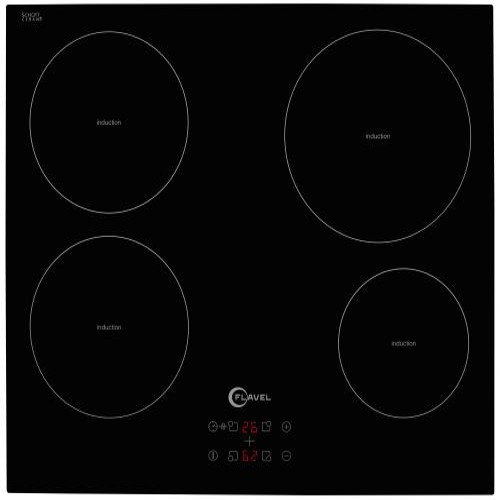 SCHOTT
CERAN®
induction
induction
induction
induction
FLAVEL
26
62